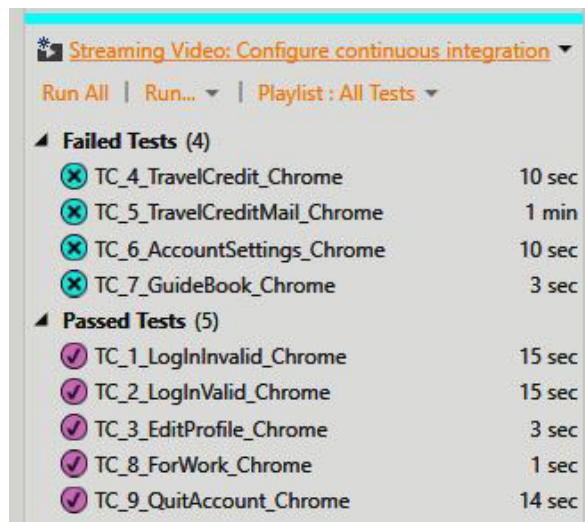 Streaming Video: Configure continuous integration
Run All | Run... | Playlist : All Tests
Failed Tests (4)
TC_4_TravelCredit_Chrome 10 sec
TC_5_TravelCreditMail_Chrome 1 min
TC_6_AccountSettings_Chrome 10 sec
TC_7_GuideBook_Chrome 3 sec
Passed Tests (5)
TC_1_LogInInvalid_Chrome 15 sec
TC_2_LogInValid_Chrome 15 sec
TC_3_EditProfile_Chrome 3 sec
TC_8_ForWork_Chrome 1 sec
TC_9_QuitAccount_Chrome 14 sec